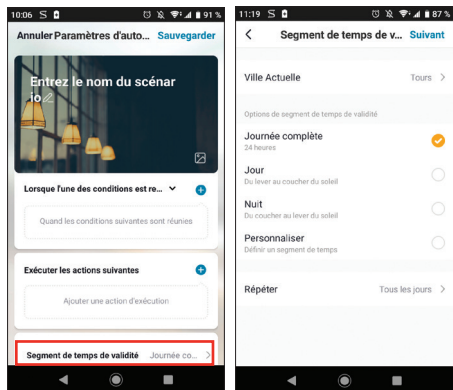 10:06 S 91 %
Annuler Paramètres d'auto... Sauvegarder
Entrez le nom du scénar
io
Lorsque l'une des conditions est re...
Quand les conditions suivantes sont réunies
Exécuter les actions suivantes
Ajouter une action d'exécution
Segment de temps de validité Journée co...
11:19 S 87 %
Segment de temps de v... Suivant
Ville Actuelle Tours
Options de segment de temps de validité
Journée complète
24 heures
Jour
Du lever au coucher du soleil
Nuit
Du coucher au lever du soleil
Personnaliser
Définir un segment de temps
Répéter Tous les jours